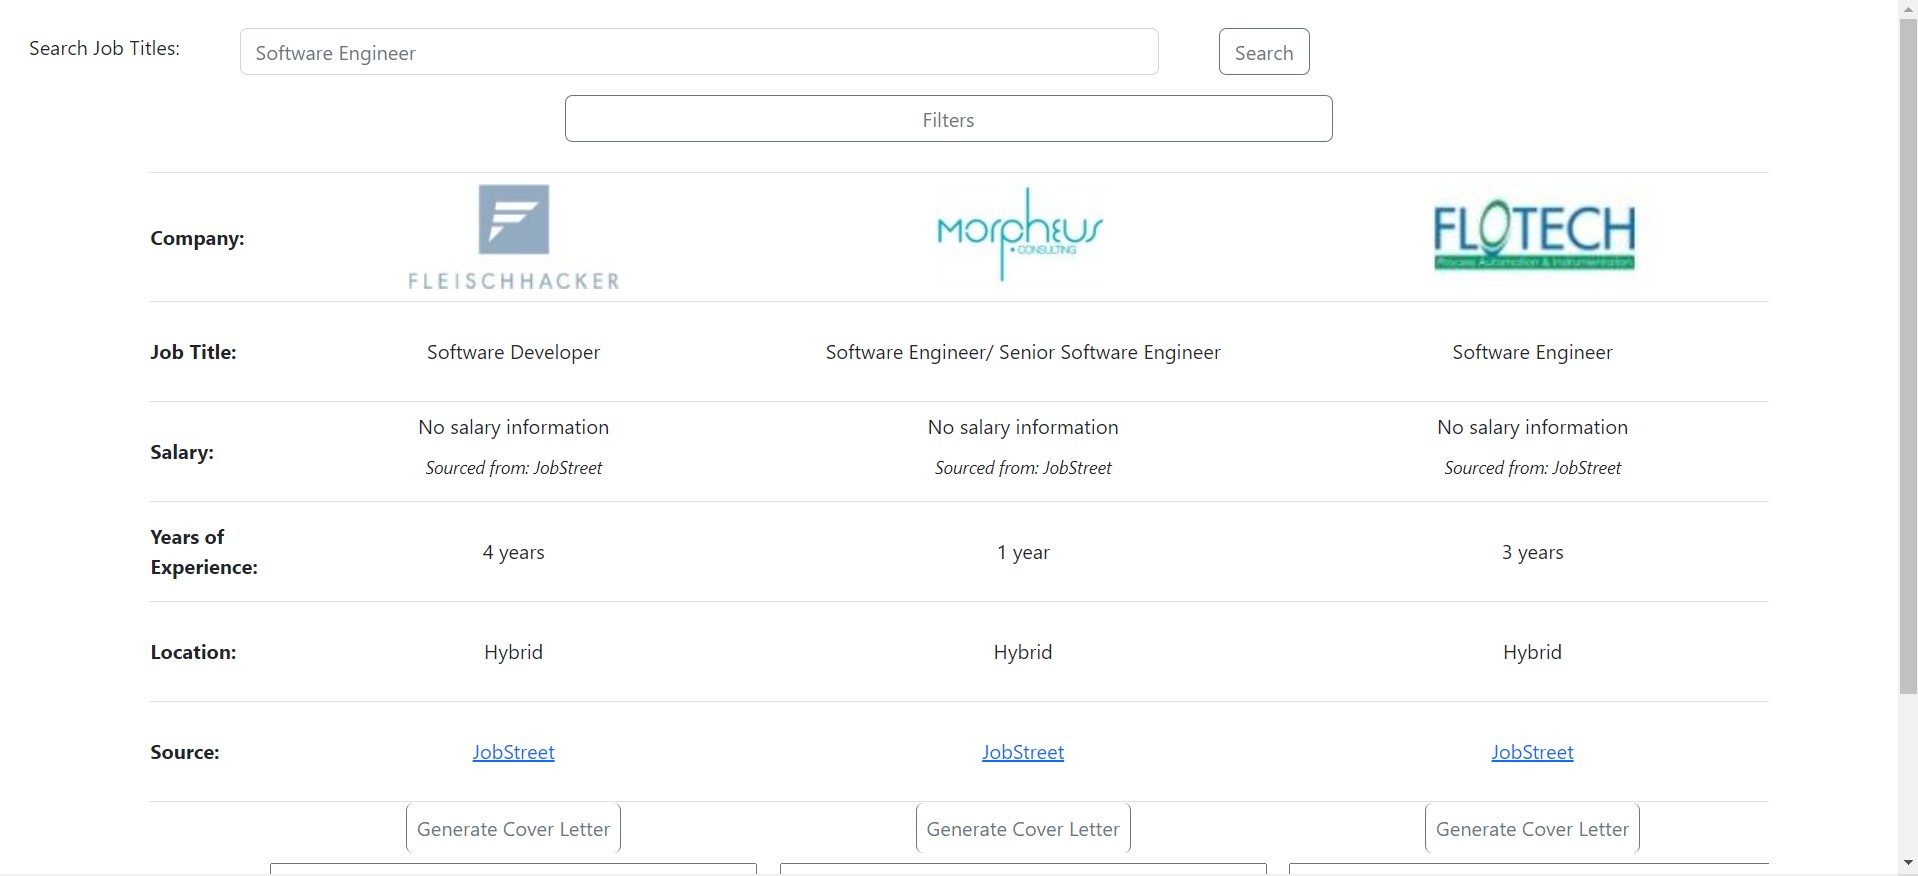 Search Job Titles:
Software Engineer
Search
Filters
Company:
FLEISCHHACKER
MORPHEUS
• CONSULTING
FLOTECH
Process Automation & Instrumentation
Job Title:
Software Developer
Software Engineer/ Senior Software Engineer
Software Engineer
Salary:
No salary information
Sourced from: JobStreet
No salary information
Sourced from: JobStreet
No salary information
Sourced from: JobStreet
Years of
Experience:
4 years
1 year
3 years
Location:
Hybrid
Hybrid
Hybrid
Source:
JobStreet
JobStreet
JobStreet
Generate Cover Letter
Generate Cover Letter
Generate Cover Letter